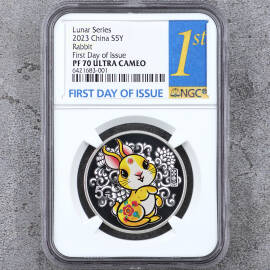 Lunar Series
2023 China S5Y
Rabbit
First Day of Issue
PF 70 ULTRA CAMEO
6421683-001
1st
FIRST DAY OF ISSUE
NGC